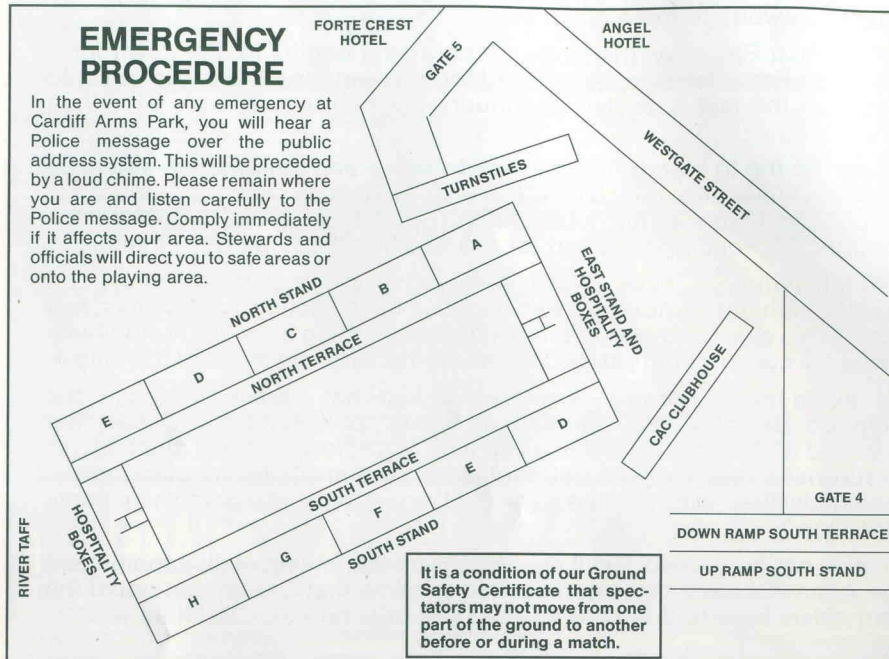 EMERGENCY
PROCEDURE
In the event of any emergency at
Cardiff Arms Park, you will hear a
Police message over the public
address system. This will be preceded
by a loud chime. Please remain where
you are and listen carefully to the
Police message. Comply immediately
if it affects your area. Stewards and
officials will direct you to safe areas or
onto the playing area.
FORTE CREST
HOTEL
GATE 5
ANGEL
HOTEL
WESTGATE STREET
TURNSTILES
NORTH STAND
A
B
C
D
E
NORTH TERRACE
EAST STAND AND
HOSPITALITY
BOXES
CAC CLUBHOUSE
RIVER TAFF
HOSPITALITY
BOXES
SOUTH TERRACE
D
E
F
G
H
SOUTH STAND
GATE 4
DOWN RAMP SOUTH TERRACE
UP RAMP SOUTH STAND
It is a condition of our Ground
Safety Certificate that spec-
tators may not move from one
part of the ground to another
before or during a match.